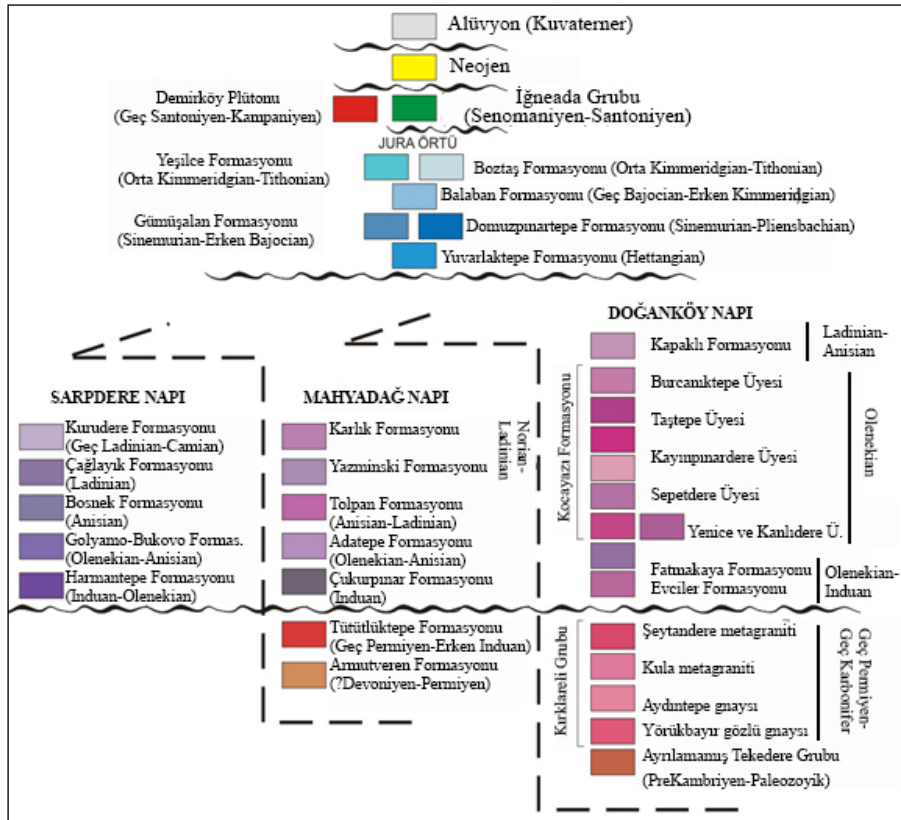 Alüvyon (Kuvaterner)
Neojen
Demirköy Plütonu
(Geç Santoniyen-Kampaniyen)
İğneada Grubu
(Senomaniyen-Santoniyen)
JURA ÖRTÜ
Yeşilce Formasyonu
(Orta Kimmeridgian-Tithonian)
Boztaş Formasyonu (Orta Kimmeridgian-Tithonian)
Balaban Formasyonu (Geç Bajocian-Erken Kimmeridgian)
Gümüşalan Formasyonu
(Sinemurian-Erken Bajocian)
Domuzpınartepe Formasyonu (Sinemurian-Pliensbachian)
Yuvarlaktepe Formasyonu (Hettangian)
SARPDERE NAPI
Kurudere Formasyonu
(Geç Ladinian-Carnian)
Çağlayık Formasyonu
(Ladinian)
Bosnek Formasyonu
(Anisian)
Golyamo-Bukovo Formas.
(Olenekian-Anisian)
Harmantepe Formasyonu
(Induan-Olenekian)
MAHYADAĞ NAPI
Karlık Formasyonu
Yazminski Formasyonu
Norian-
Ladinian
Tolpan Formasyonu
(Anisian-Ladinian)
Adatepe Formasyonu
(Olenekian-Anisian)
Çukurpınar Formasyonu
(Induan)
Tütütlüktepe Formasyonu
(Geç Permiyen-Erken Induan)
Armutveren Formasyonu
(?Devoniyen-Permiyen)
DOĞANKÖY NAPI
Kapaklı Formasyonu
Ladinian-
Anisian
Kocayazı Formasyonu
Burcanıktepe Üyesi
Taştepe Üyesi
Kayınpınardere Üyesi
Sepetdere Üyesi
Yenice ve Kanlıdere Ü.
Olenekian
Fatmakaya Formasyonu
Evciler Formasyonu
Olenekian-
Induan
Kırklareli Grubu
Şeytandere metagraniti
Kula metagraniti
Aydıntepe gnaysı
Yörükbayır gözlü gnaysı
Geç Permiyen-
Geç Karbonifer
Ayrılamamış Tekedere Grubu
(PreKambriyen-Paleozoyik)